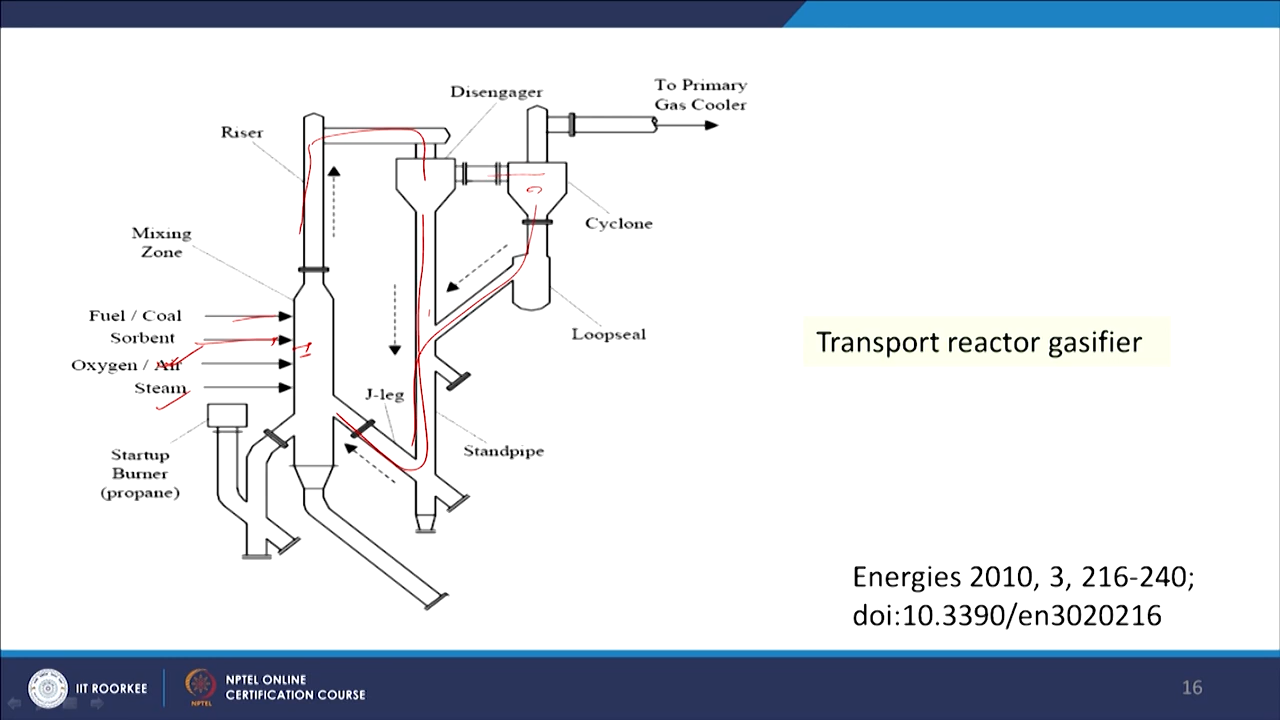 To Primary
Gas Cooler
Disengager
Riser
Cyclone
Mixing
Zone
Fuel / Coal
Sorbent
Oxygen / Air
Steam
Loopseal
Transport reactor gasifier
J-leg
Standpipe
Startup
Burner
(propane)
Energies 2010, 3, 216-240;
doi:10.3390/en3020216
IIT ROORKEE
NPTEL
NPTEL ONLINE
CERTIFICATION COURSE
16